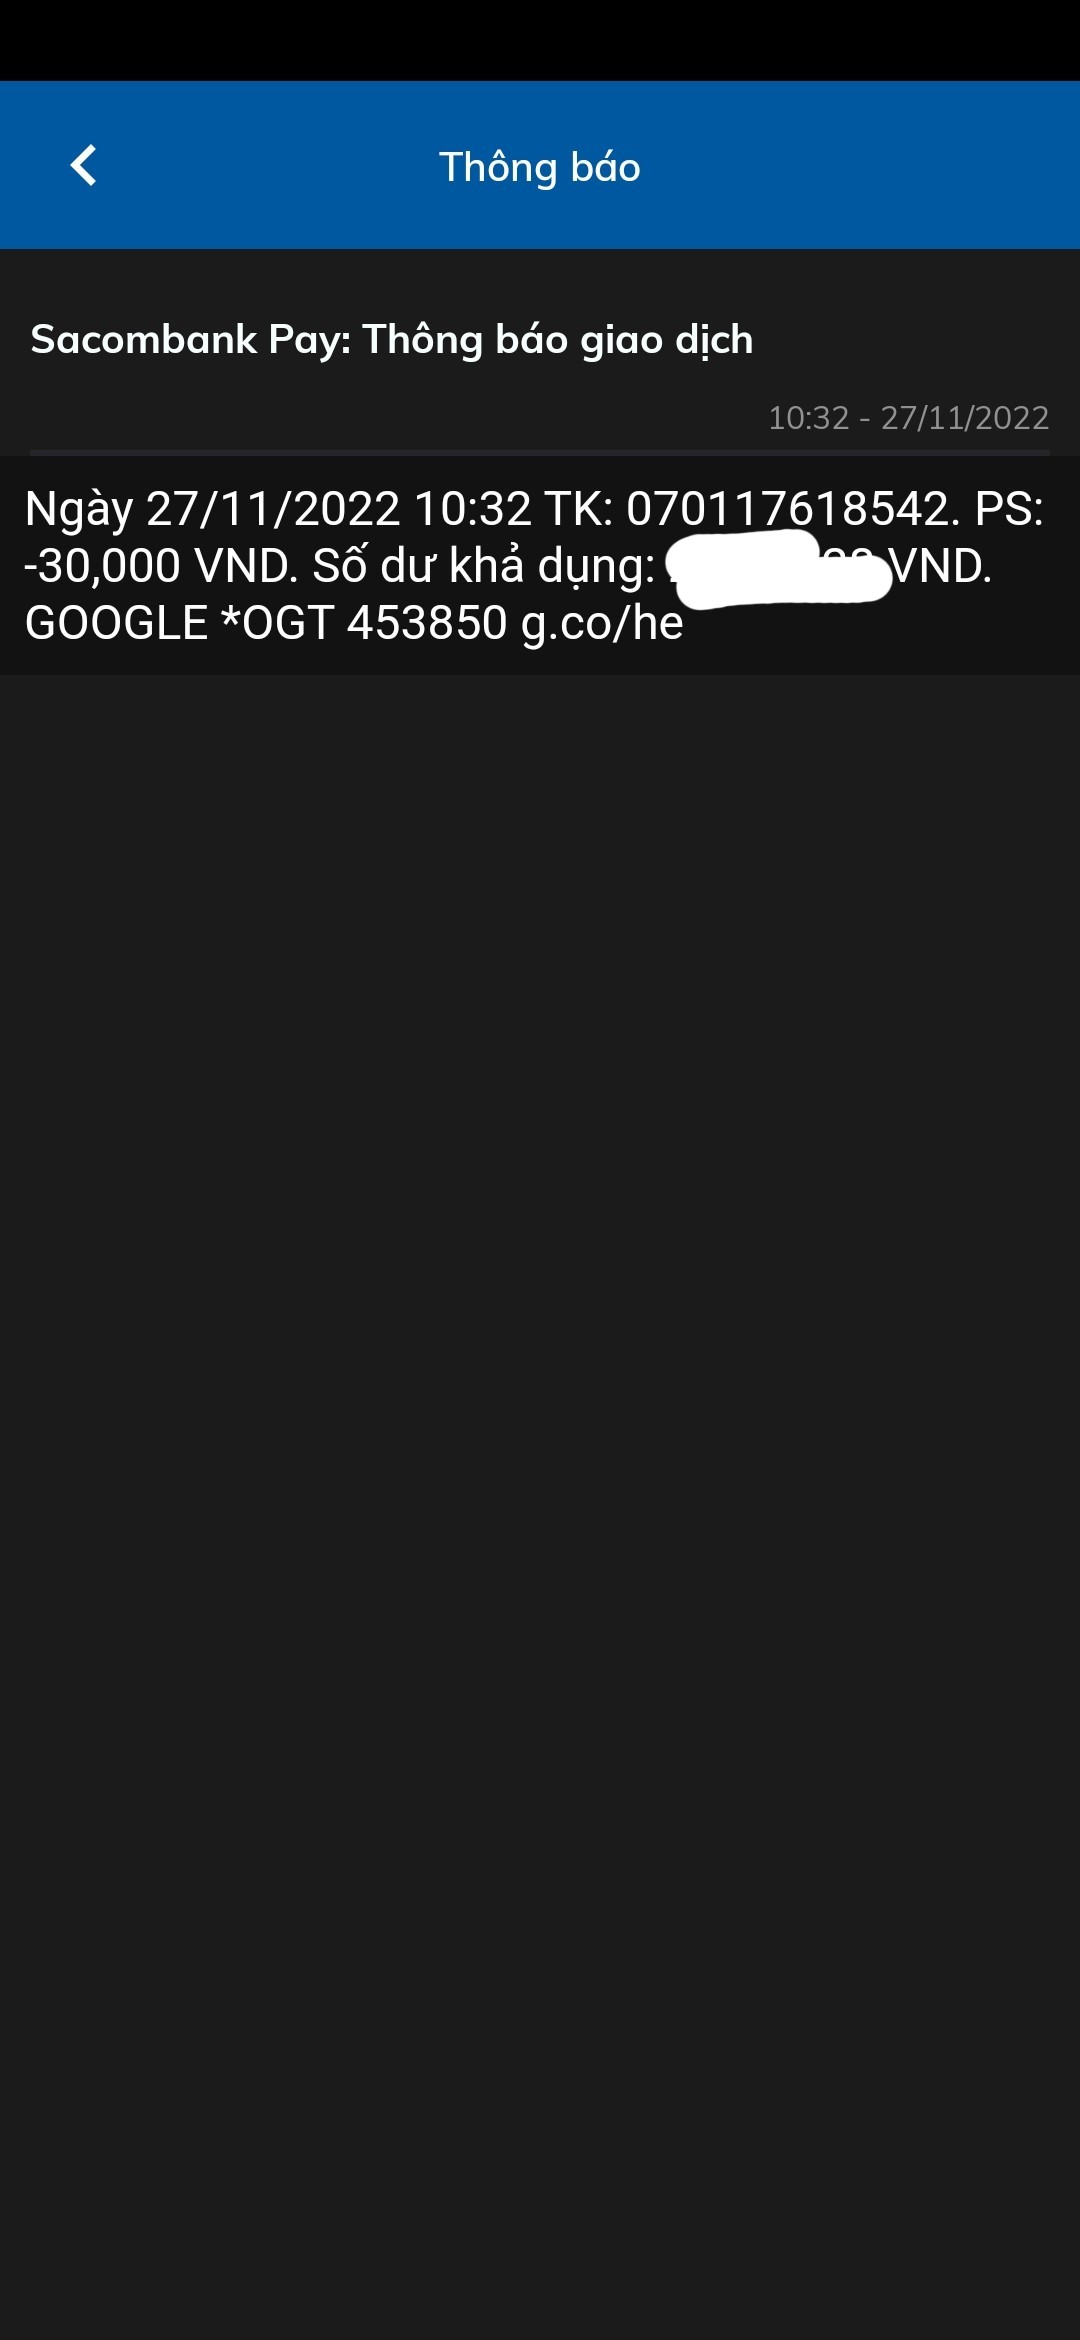 Thông báo
Sacombank Pay: Thông báo giao dịch
10:32 - 27/11/2022
Ngày 27/11/2022 10:32 TK: 070117618542. PS:
-30,000 VND. Số dư khả dụng: VND.
GOOGLE *OGT 453850 g.co/he